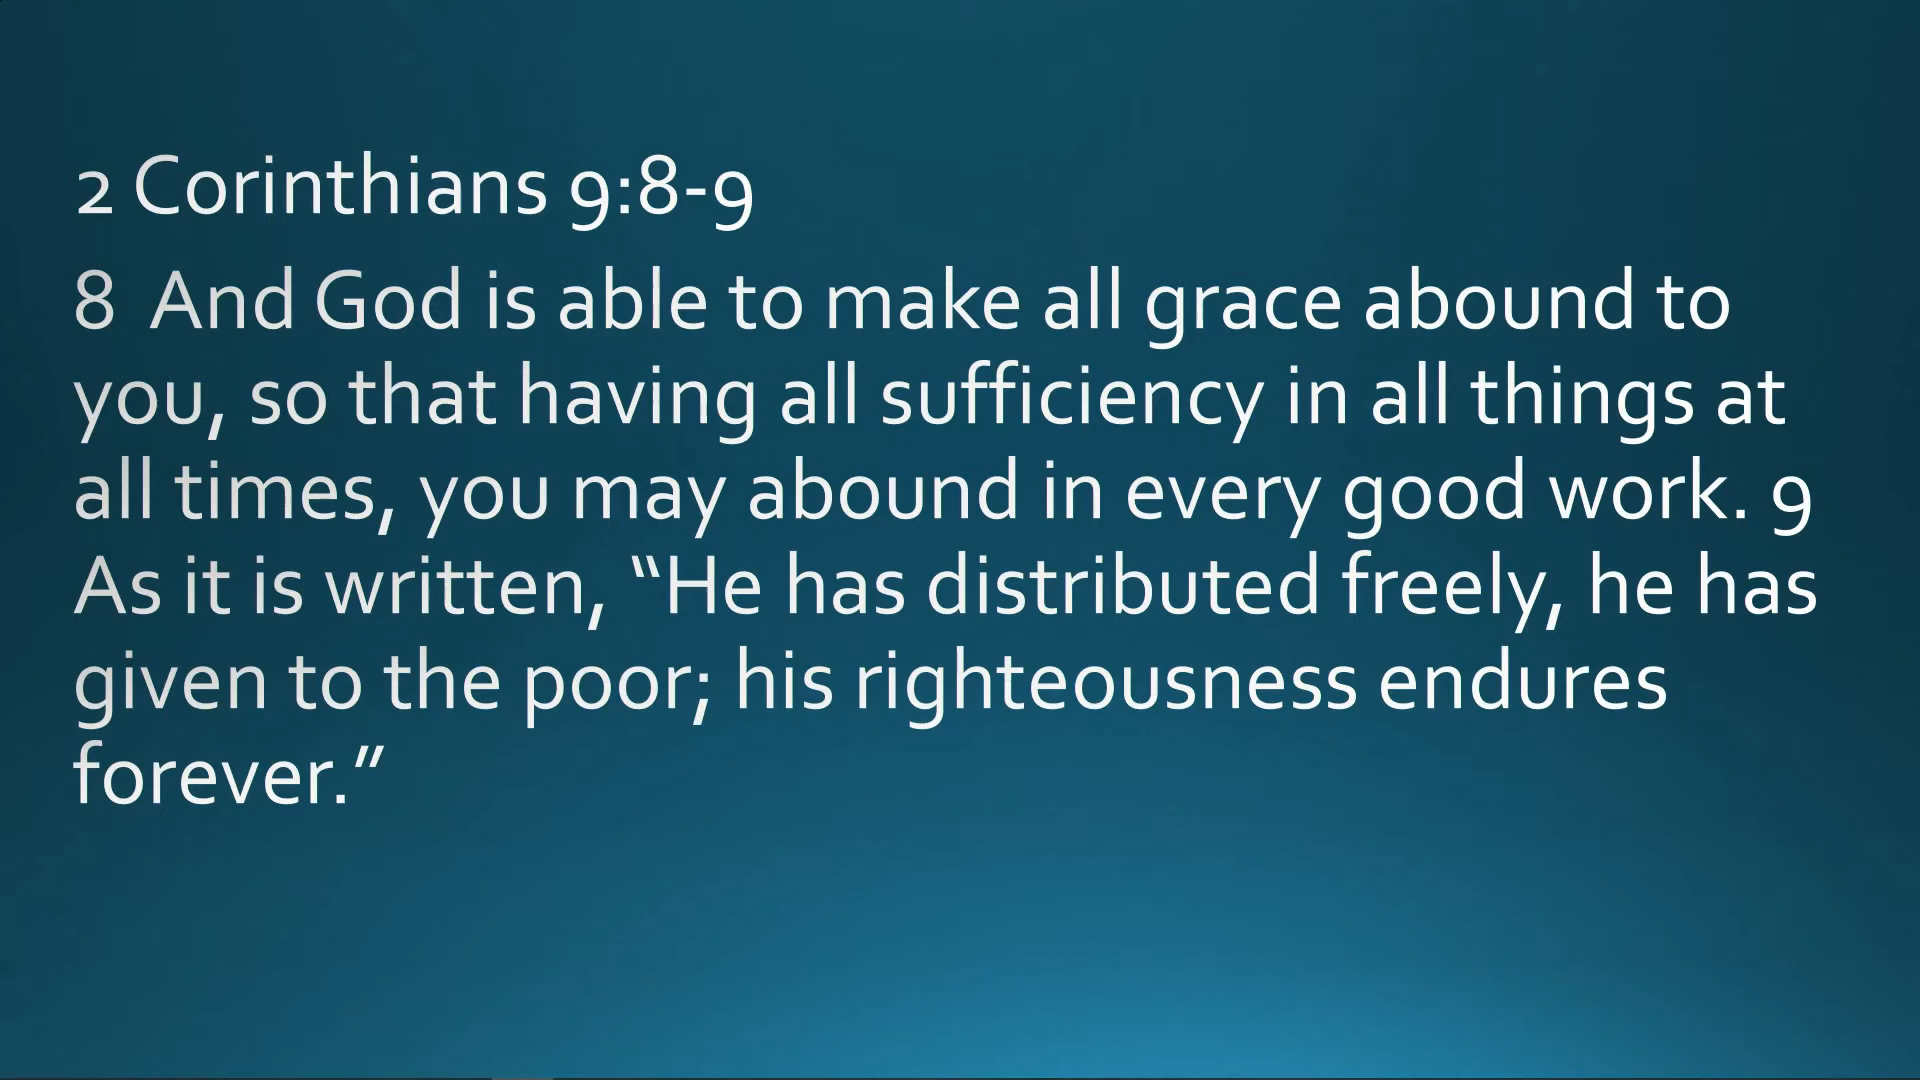 2 Corinthians 9:8-9
8  And God is able to make all grace abound to
you, so that having all sufficiency in all things at
all times, you may abound in every good work. 9
As it is written, “He has distributed freely, he has
given to the poor; his righteousness endures
forever.”